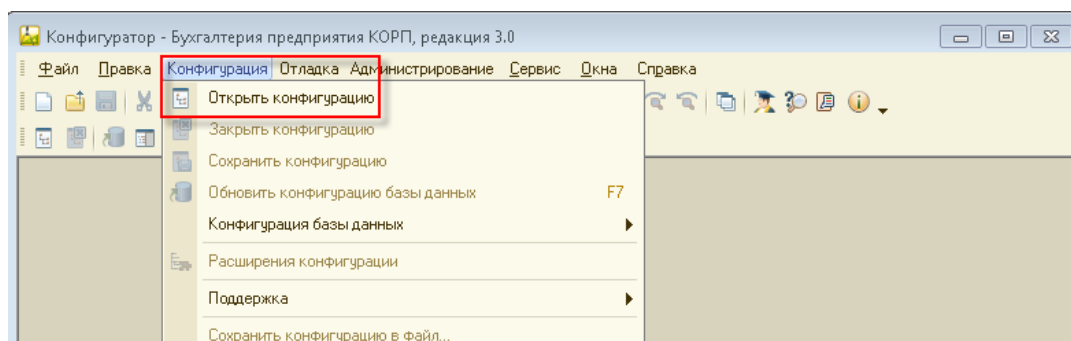 Конфигуратор - Бухгалтерия предприятия КОРП, редакция 3.0
Файл Правка Конфигурация Отладка Администрирование Сервис Окна Справка
Открыть конфигурацию
Закрыть конфигурацию
Сохранить конфигурацию
Обновить конфигурацию базы данных F7
Конфигурация базы данных
Расширения конфигурации
Поддержка
Сохранить конфигурацию в файл...